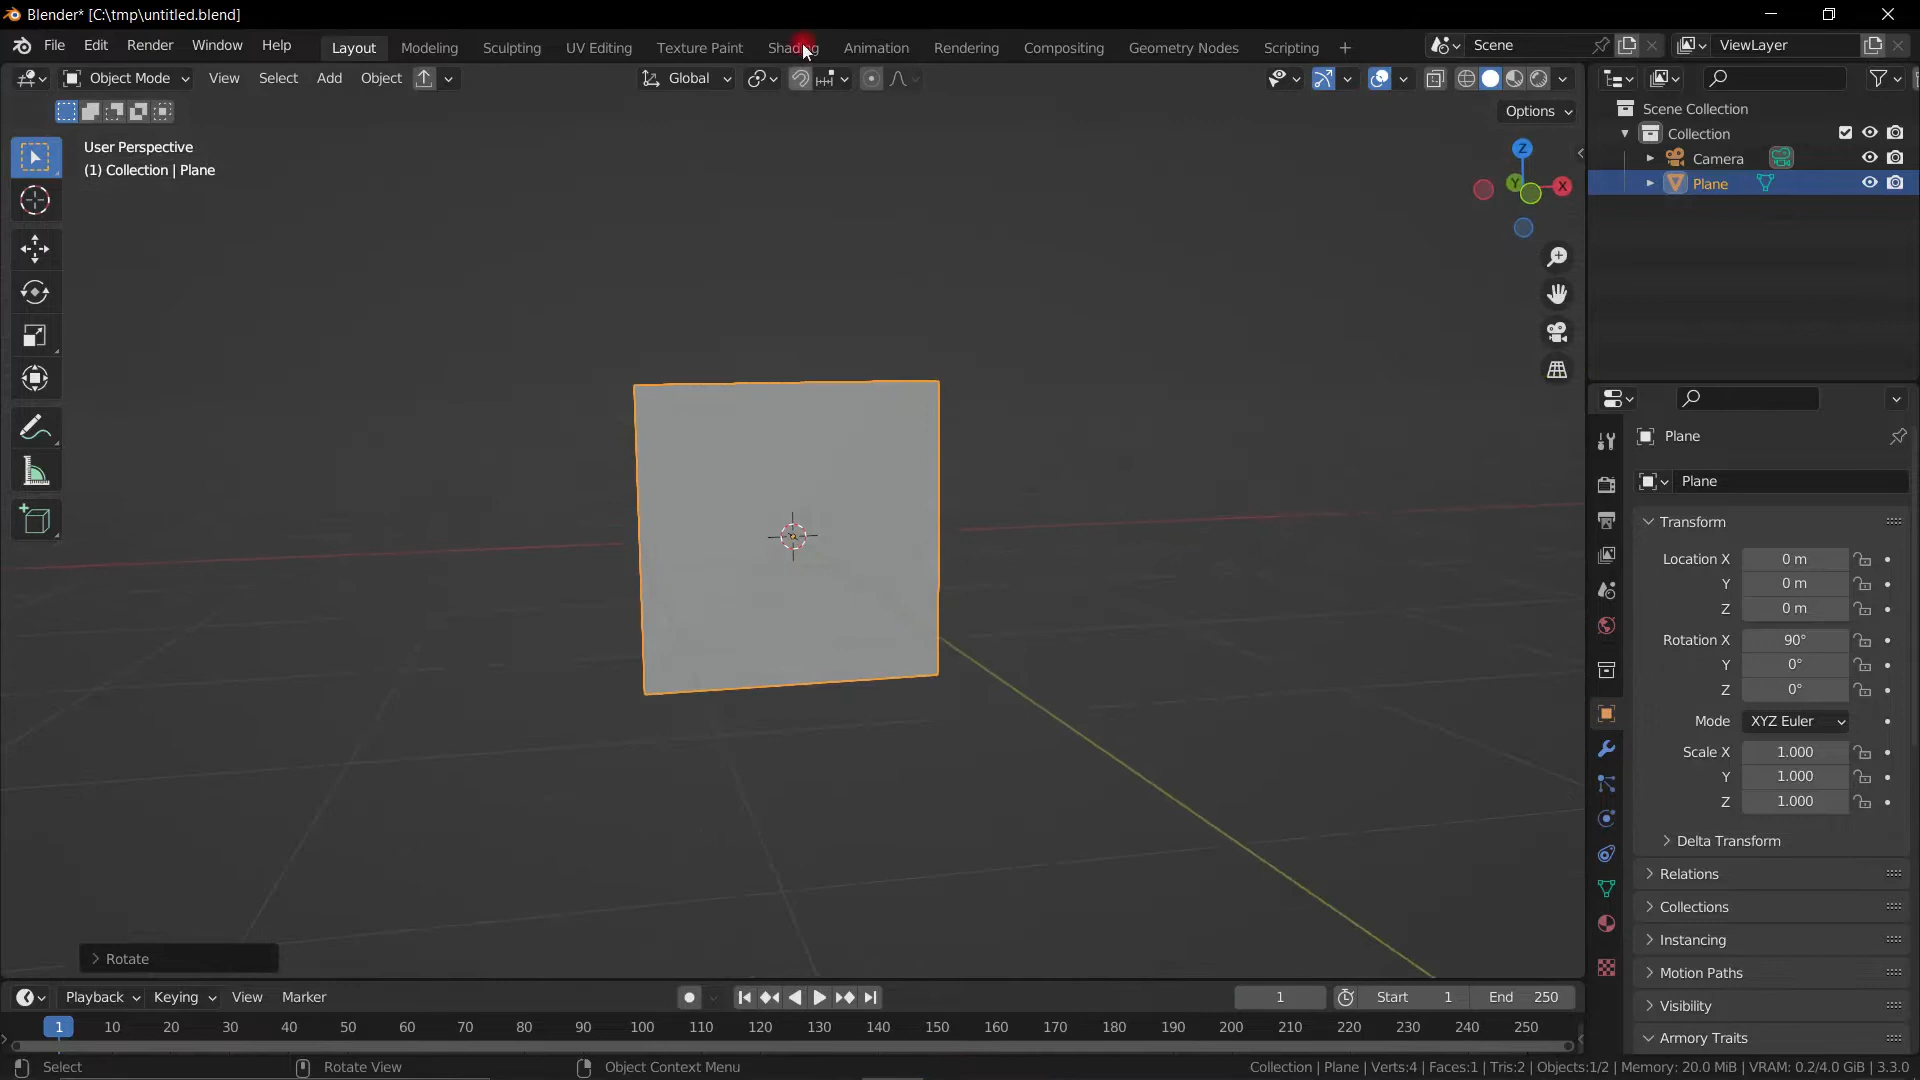 Blender* [C:\tmp\untitled.blend]
File Edit Render Window Help Layout Modeling Sculpting UV Editing Texture Paint Shading Animation Rendering Compositing Geometry Nodes Scripting + Scene ViewLayer
Object Mode View Select Add Object Global
Options
User Perspective
(1) Collection | Plane
Z
Y
X
Scene Collection
Collection
Camera
Plane
Plane
Plane
Transform
Location X 0 m
Y 0 m
Z 0 m
Rotation X 90°
Y 0°
Z 0°
Mode XYZ Euler
Scale X 1.000
Y 1.000
Z 1.000
Delta Transform
Relations
Collections
Instancing
Motion Paths
Visibility
Armory Traits
Rotate
Playback Keying View Marker 1 Start 1 End 250
1 10 20 30 40 50 60 70 80 90 100 110 120 130 140 150 160 170 180 190 200 210 220 230 240 250
Select Rotate View Object Context Menu Collection | Plane | Verts:4 | Faces:1 | Tris:2 | Objects:1/2 | Memory: 20.0 MiB | VRAM: 0.2/4.0 GiB | 3.3.0